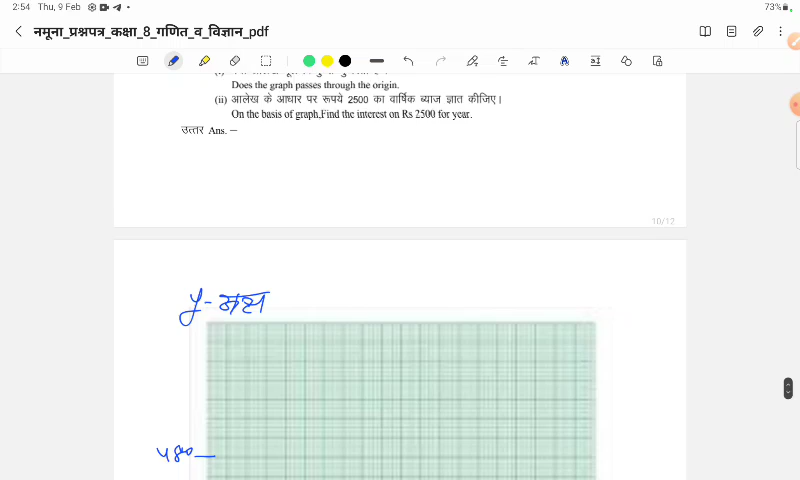 2:54 Thu, 9 Feb
73%
नमूना_प्रश्नपत्र_कक्षा_8_गणित_व_विज्ञान_pdf
Does the graph passes through the origin.
(ii) आलेख के आधार पर रूपये 2500 का वार्षिक ब्याज ज्ञात कीजिए।
On the basis of graph,Find the interest on Rs 2500 for year.
उत्तर Ans. –
10/12
y- अक्ष